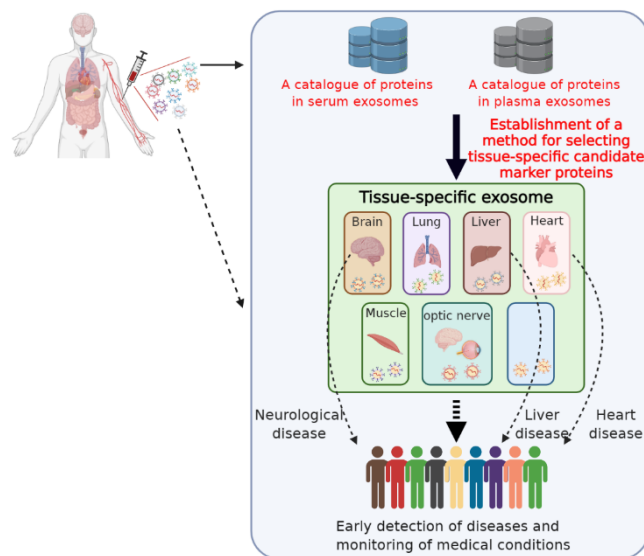 A catalogue of proteins
in serum exosomes
A catalogue of proteins
in plasma exosomes
Establishment of a
method for selecting
tissue-specific candidate
marker proteins
Tissue-specific exosome
Brain
Lung
Liver
Heart
Muscle
optic nerve
Neurological
disease
Liver
disease
Heart
disease
Early detection of diseases and
monitoring of medical conditions